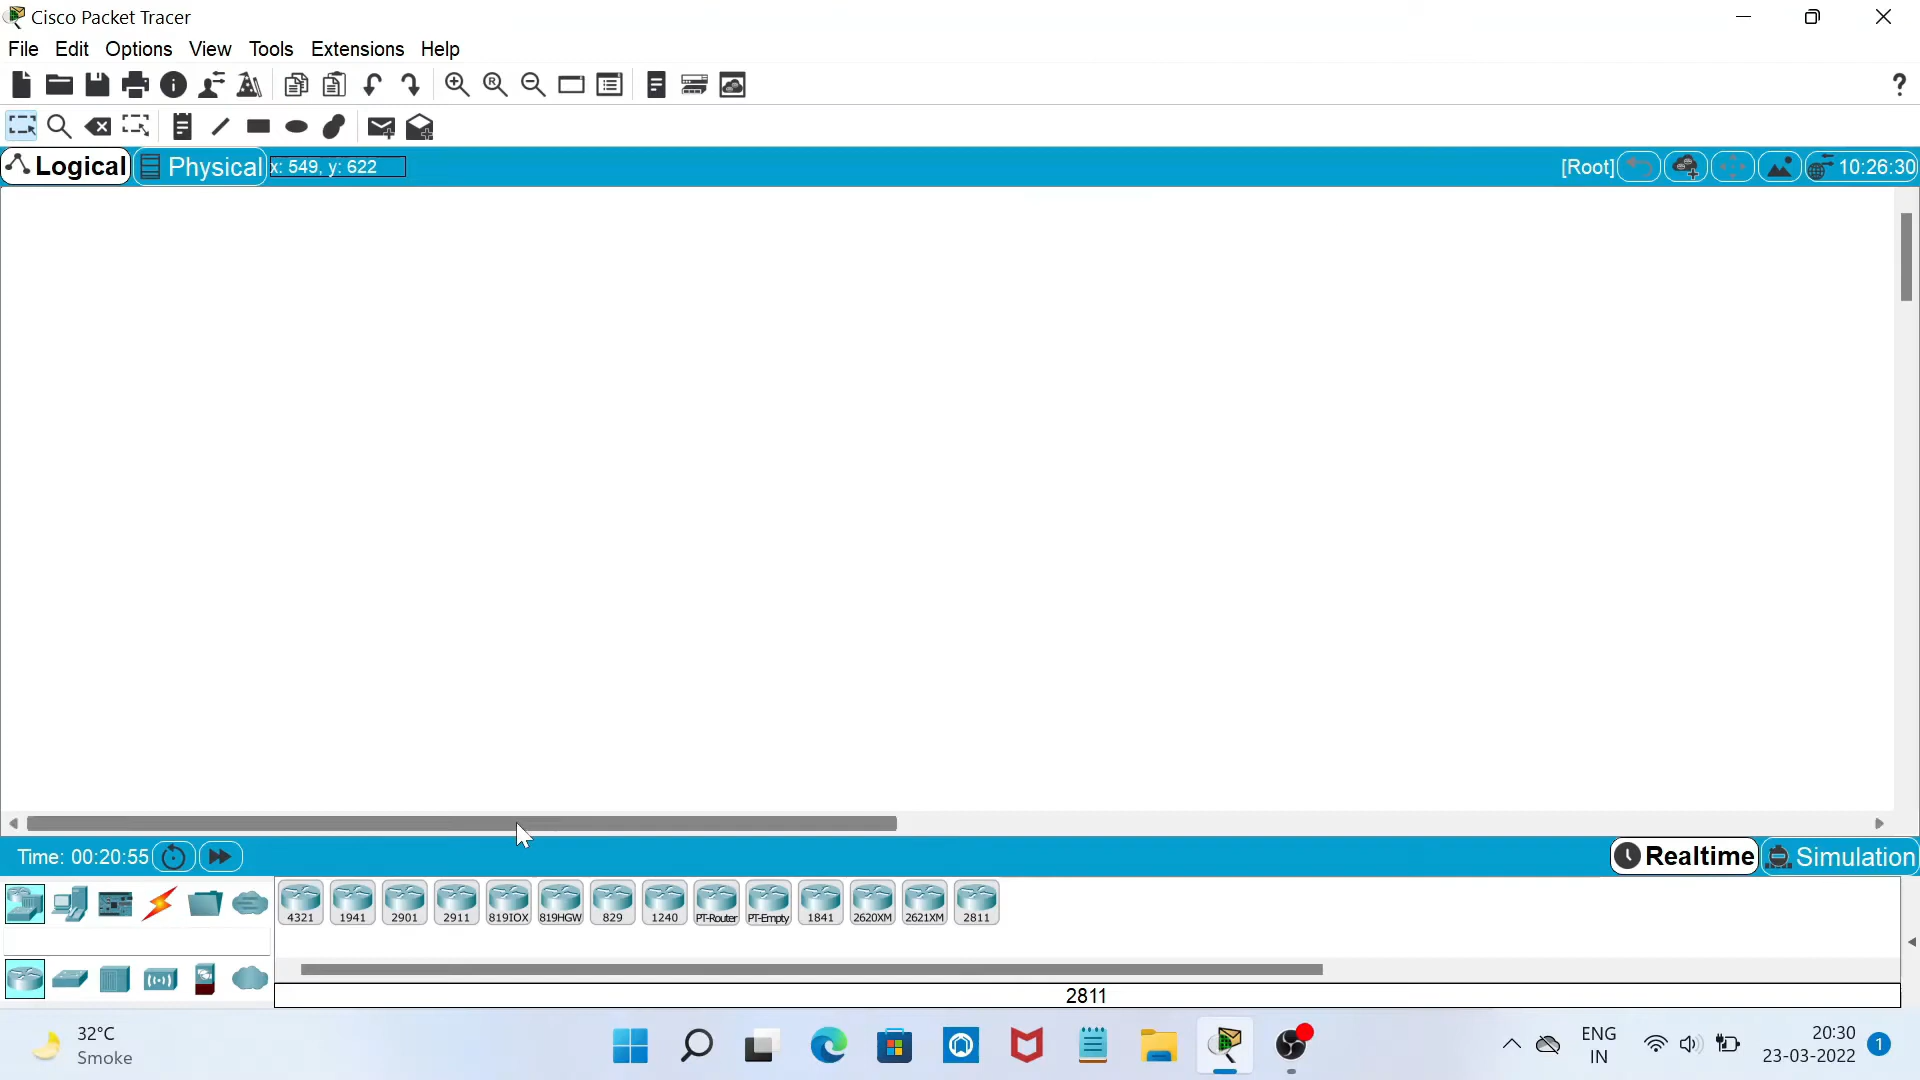 Cisco Packet Tracer
File Edit Options View Tools Extensions Help
?
Logical Physical x: 549, y: 622 [Root] 10:26:30
Time: 00:20:55 Realtime Simulation
4321 1941 2901 2911 819IOX 819HGW 829 1240 PT-Router PT-Empty 1841 2620XM 2621XM 2811
2811
32°C
Smoke
ENG
IN
20:30
23-03-2022
1